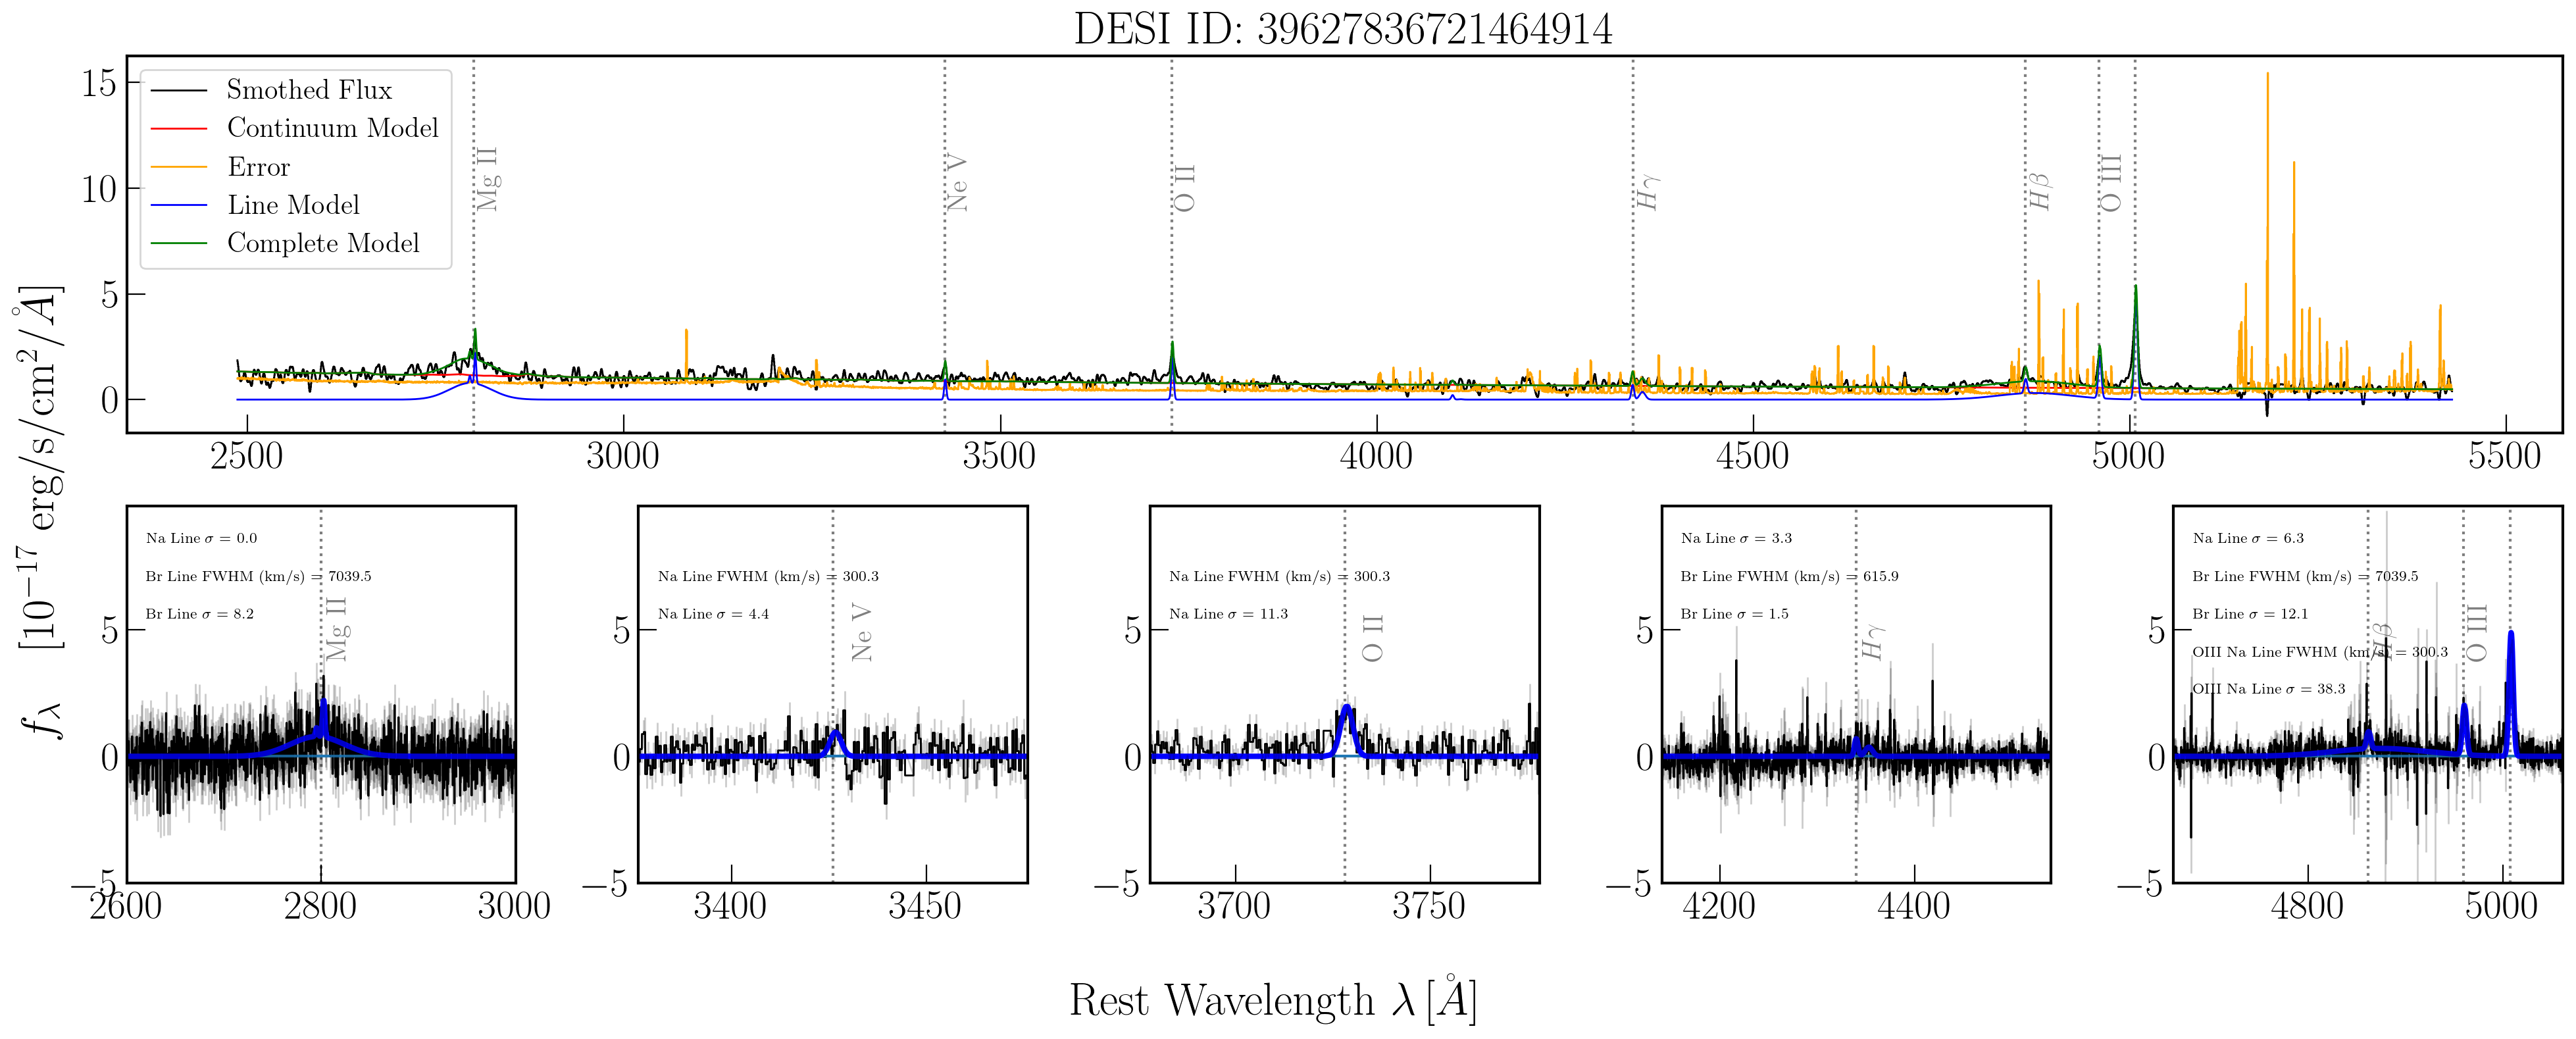 DESI ID: 39627836721464914
Smothed Flux
Continuum Model
Error
Line Model
Complete Model
Mg II
Ne V
O II
Hγ
Hβ
O III
15
10
5
0
2500 3000 3500 4000 4500 5000 5500
fλ [10−17 erg/s/cm2/Å]
Na Line σ = 0.0
Br Line FWHM (km/s) = 7039.5
Br Line σ = 8.2
Mg II
5
0
−5
2600 2800 3000
Na Line FWHM (km/s) = 300.3
Na Line σ = 4.4
Ne V
5
0
−5
3400 3450
Na Line FWHM (km/s) = 300.3
Na Line σ = 11.3
O II
5
0
−5
3700 3750
Na Line σ = 3.3
Br Line FWHM (km/s) = 615.9
Br Line σ = 1.5
Hγ
5
0
−5
4200 4400
Na Line σ = 6.3
Br Line FWHM (km/s) = 7039.5
Br Line σ = 12.1
OIII Na Line FWHM (km/s) = 300.3
OIII Na Line σ = 38.3
Hβ
O III
5
0
−5
4800 5000
Rest Wavelength λ [Å]